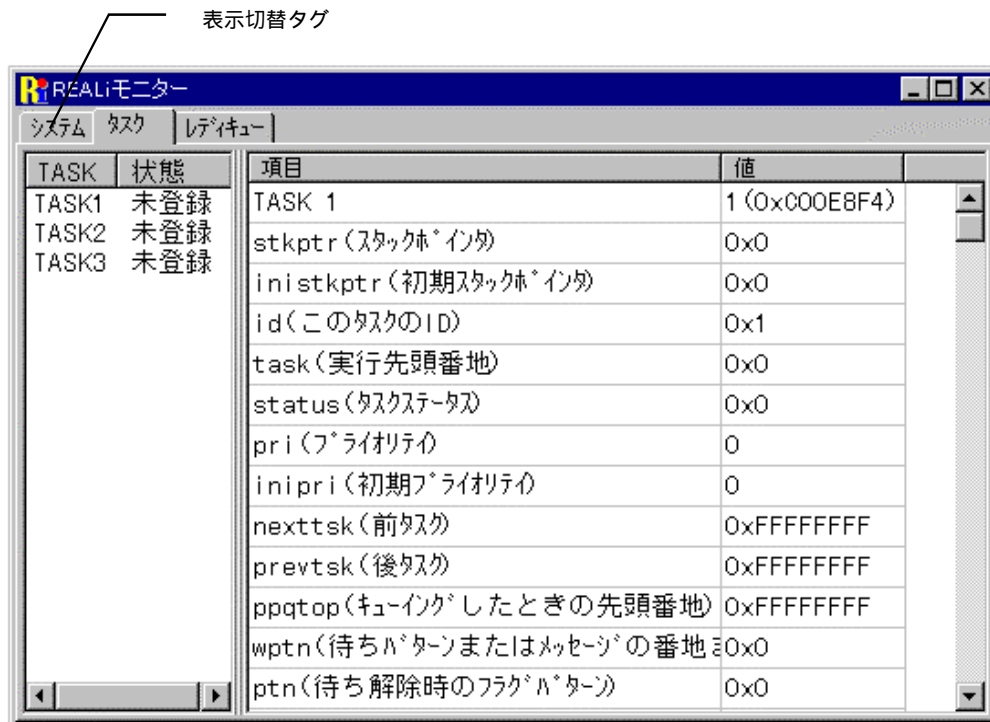 表示切替タグ
REALiモニター
ｼｽﾃﾑ ﾀｽｸ ﾚﾃﾞｨｷｭｰ
TASK 状態
TASK1 未登録
TASK2 未登録
TASK3 未登録
項目 値
TASK 1 1(0xC00E8F4)
stkptr(ｽﾀｯｸﾎﾟｲﾝﾀ) 0x0
inistkptr(初期ｽﾀｯｸﾎﾟｲﾝﾀ) 0x0
id(このﾀｽｸのID) 0x1
task(実行先頭番地) 0x0
status(ﾀｽｸｽﾃｰﾀｽ) 0x0
pri(ﾌﾟﾗｲｵﾘﾃｨ) 0
inipri(初期ﾌﾟﾗｲｵﾘﾃｨ) 0
nexttsk(前ﾀｽｸ) 0xFFFFFFFF
prevtsk(後ﾀｽｸ) 0xFFFFFFFF
ppqtop(ｷｭｰｲﾝｸﾞしたときの先頭番地) 0xFFFFFFFF
wptn(待ちﾊﾟﾀｰﾝまたはﾒｯｾｰｼﾞの番地 0x0
ptn(待ち解除時のﾌﾗｸﾞﾊﾟﾀｰﾝ) 0x0